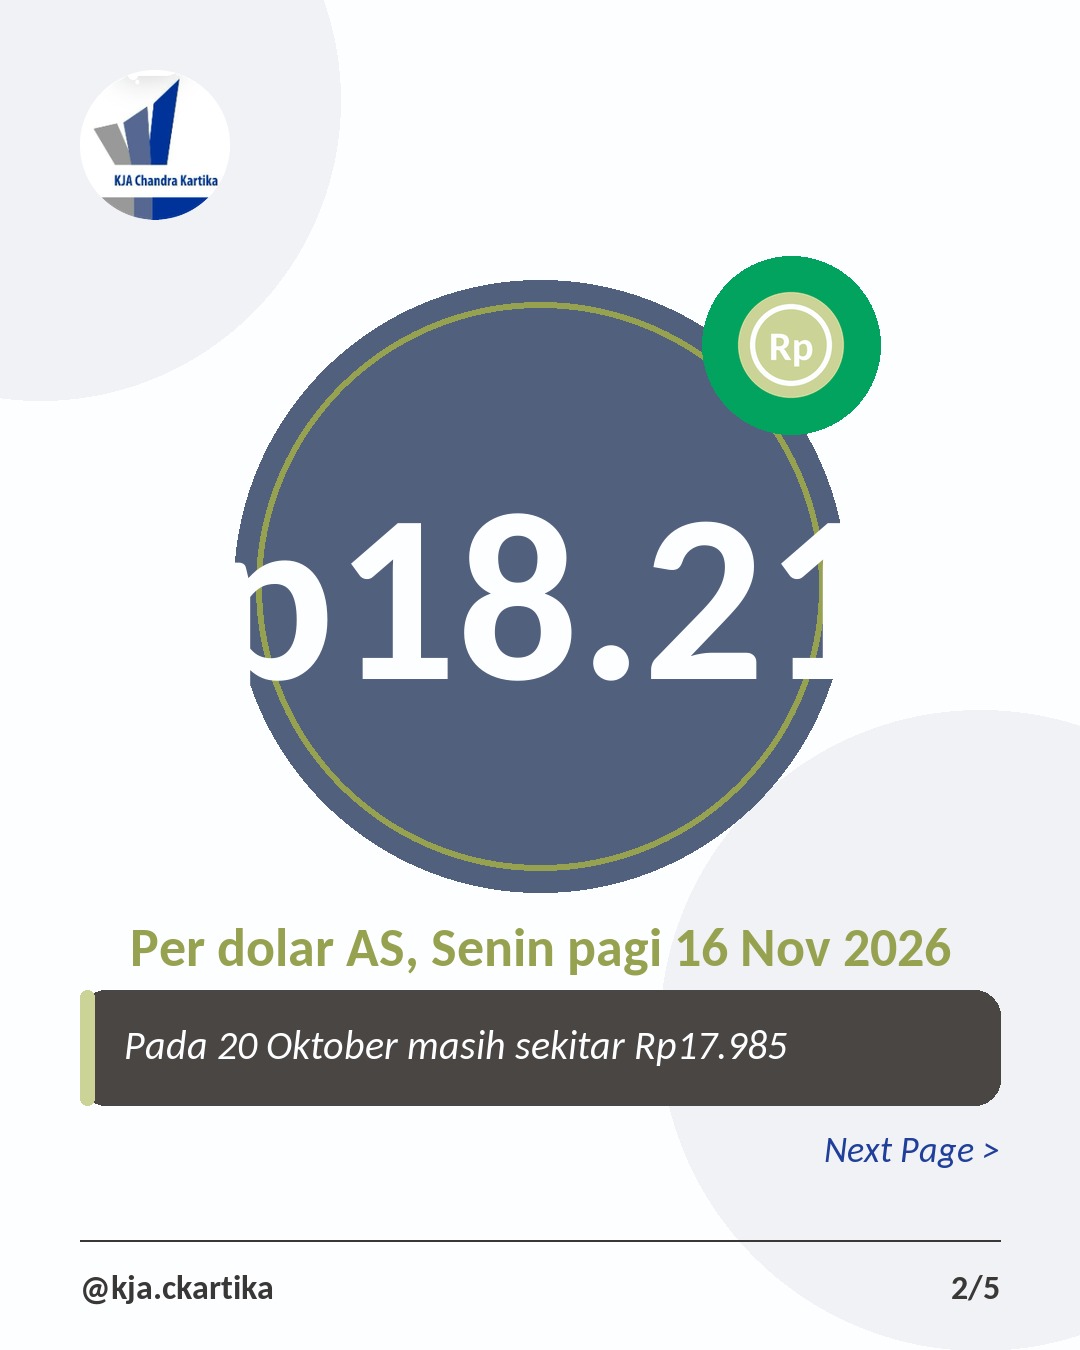 KJA Chandra Kartika
Rp
p18.21
Per dolar AS, Senin pagi 16 Nov 2026
Pada 20 Oktober masih sekitar Rp17.985
Next Page >
@kja.ckartika
2/5